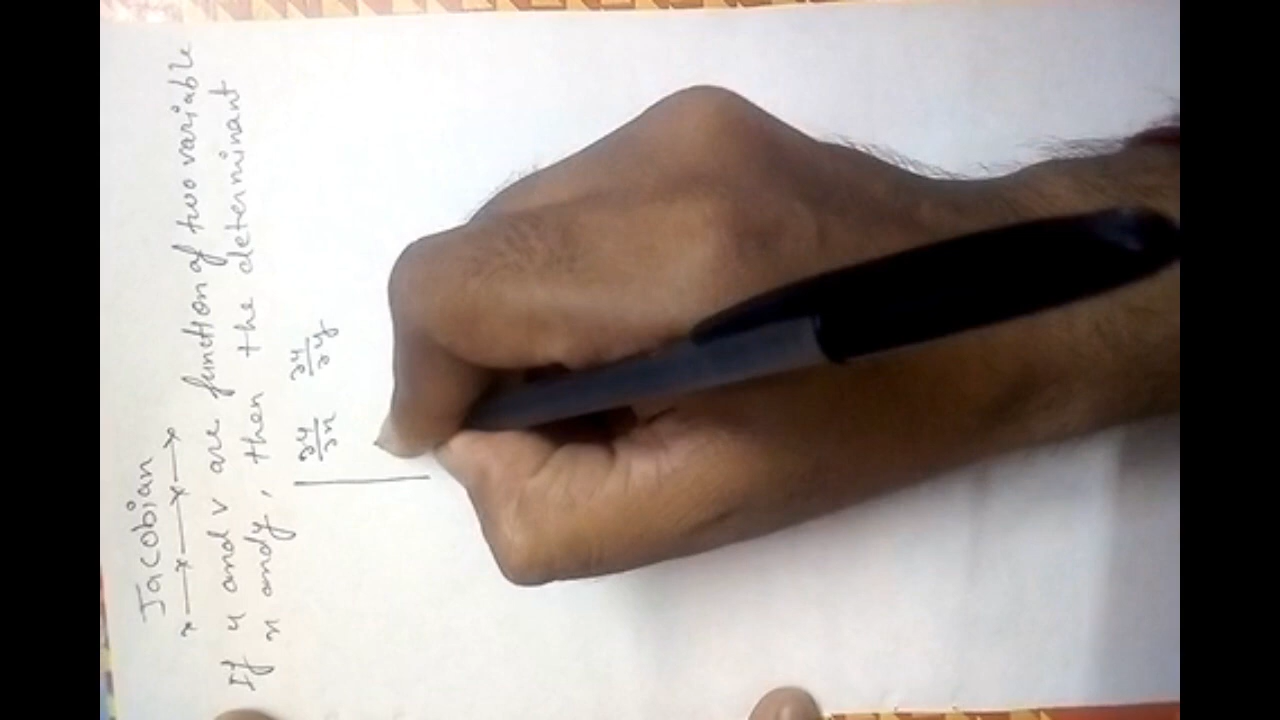 Jacobian
If u and v are function of two variable
x and y, then the determinant
∂u/∂x ∂u/∂y